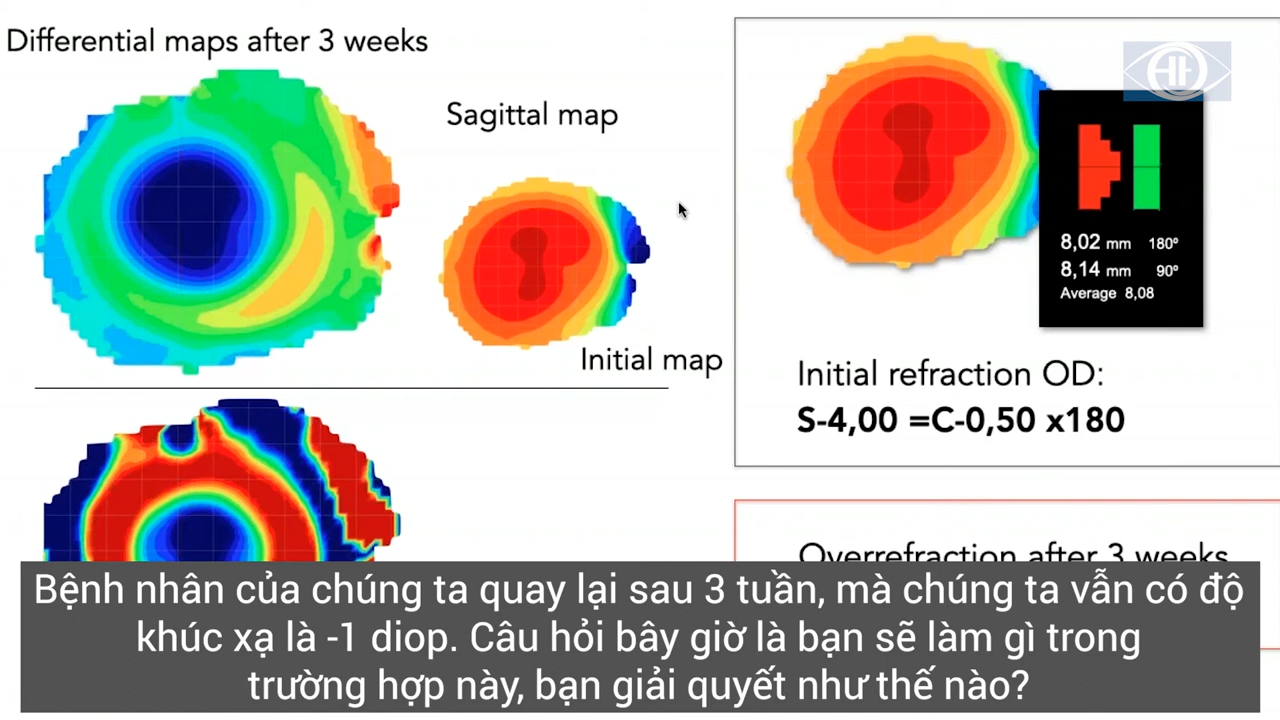 Differential maps after 3 weeks
Sagittal map
Initial map
8,02 mm 180º
8,14 mm 90º
Average 8,08
Initial refraction OD:
S-4,00 =C-0,50 x180
Overrefraction after 3 weeks
Bệnh nhân của chúng ta quay lại sau 3 tuần, mà chúng ta vẫn có độ
khúc xạ là -1 diop. Câu hỏi bây giờ là bạn sẽ làm gì trong
trường hợp này, bạn giải quyết như thế nào?